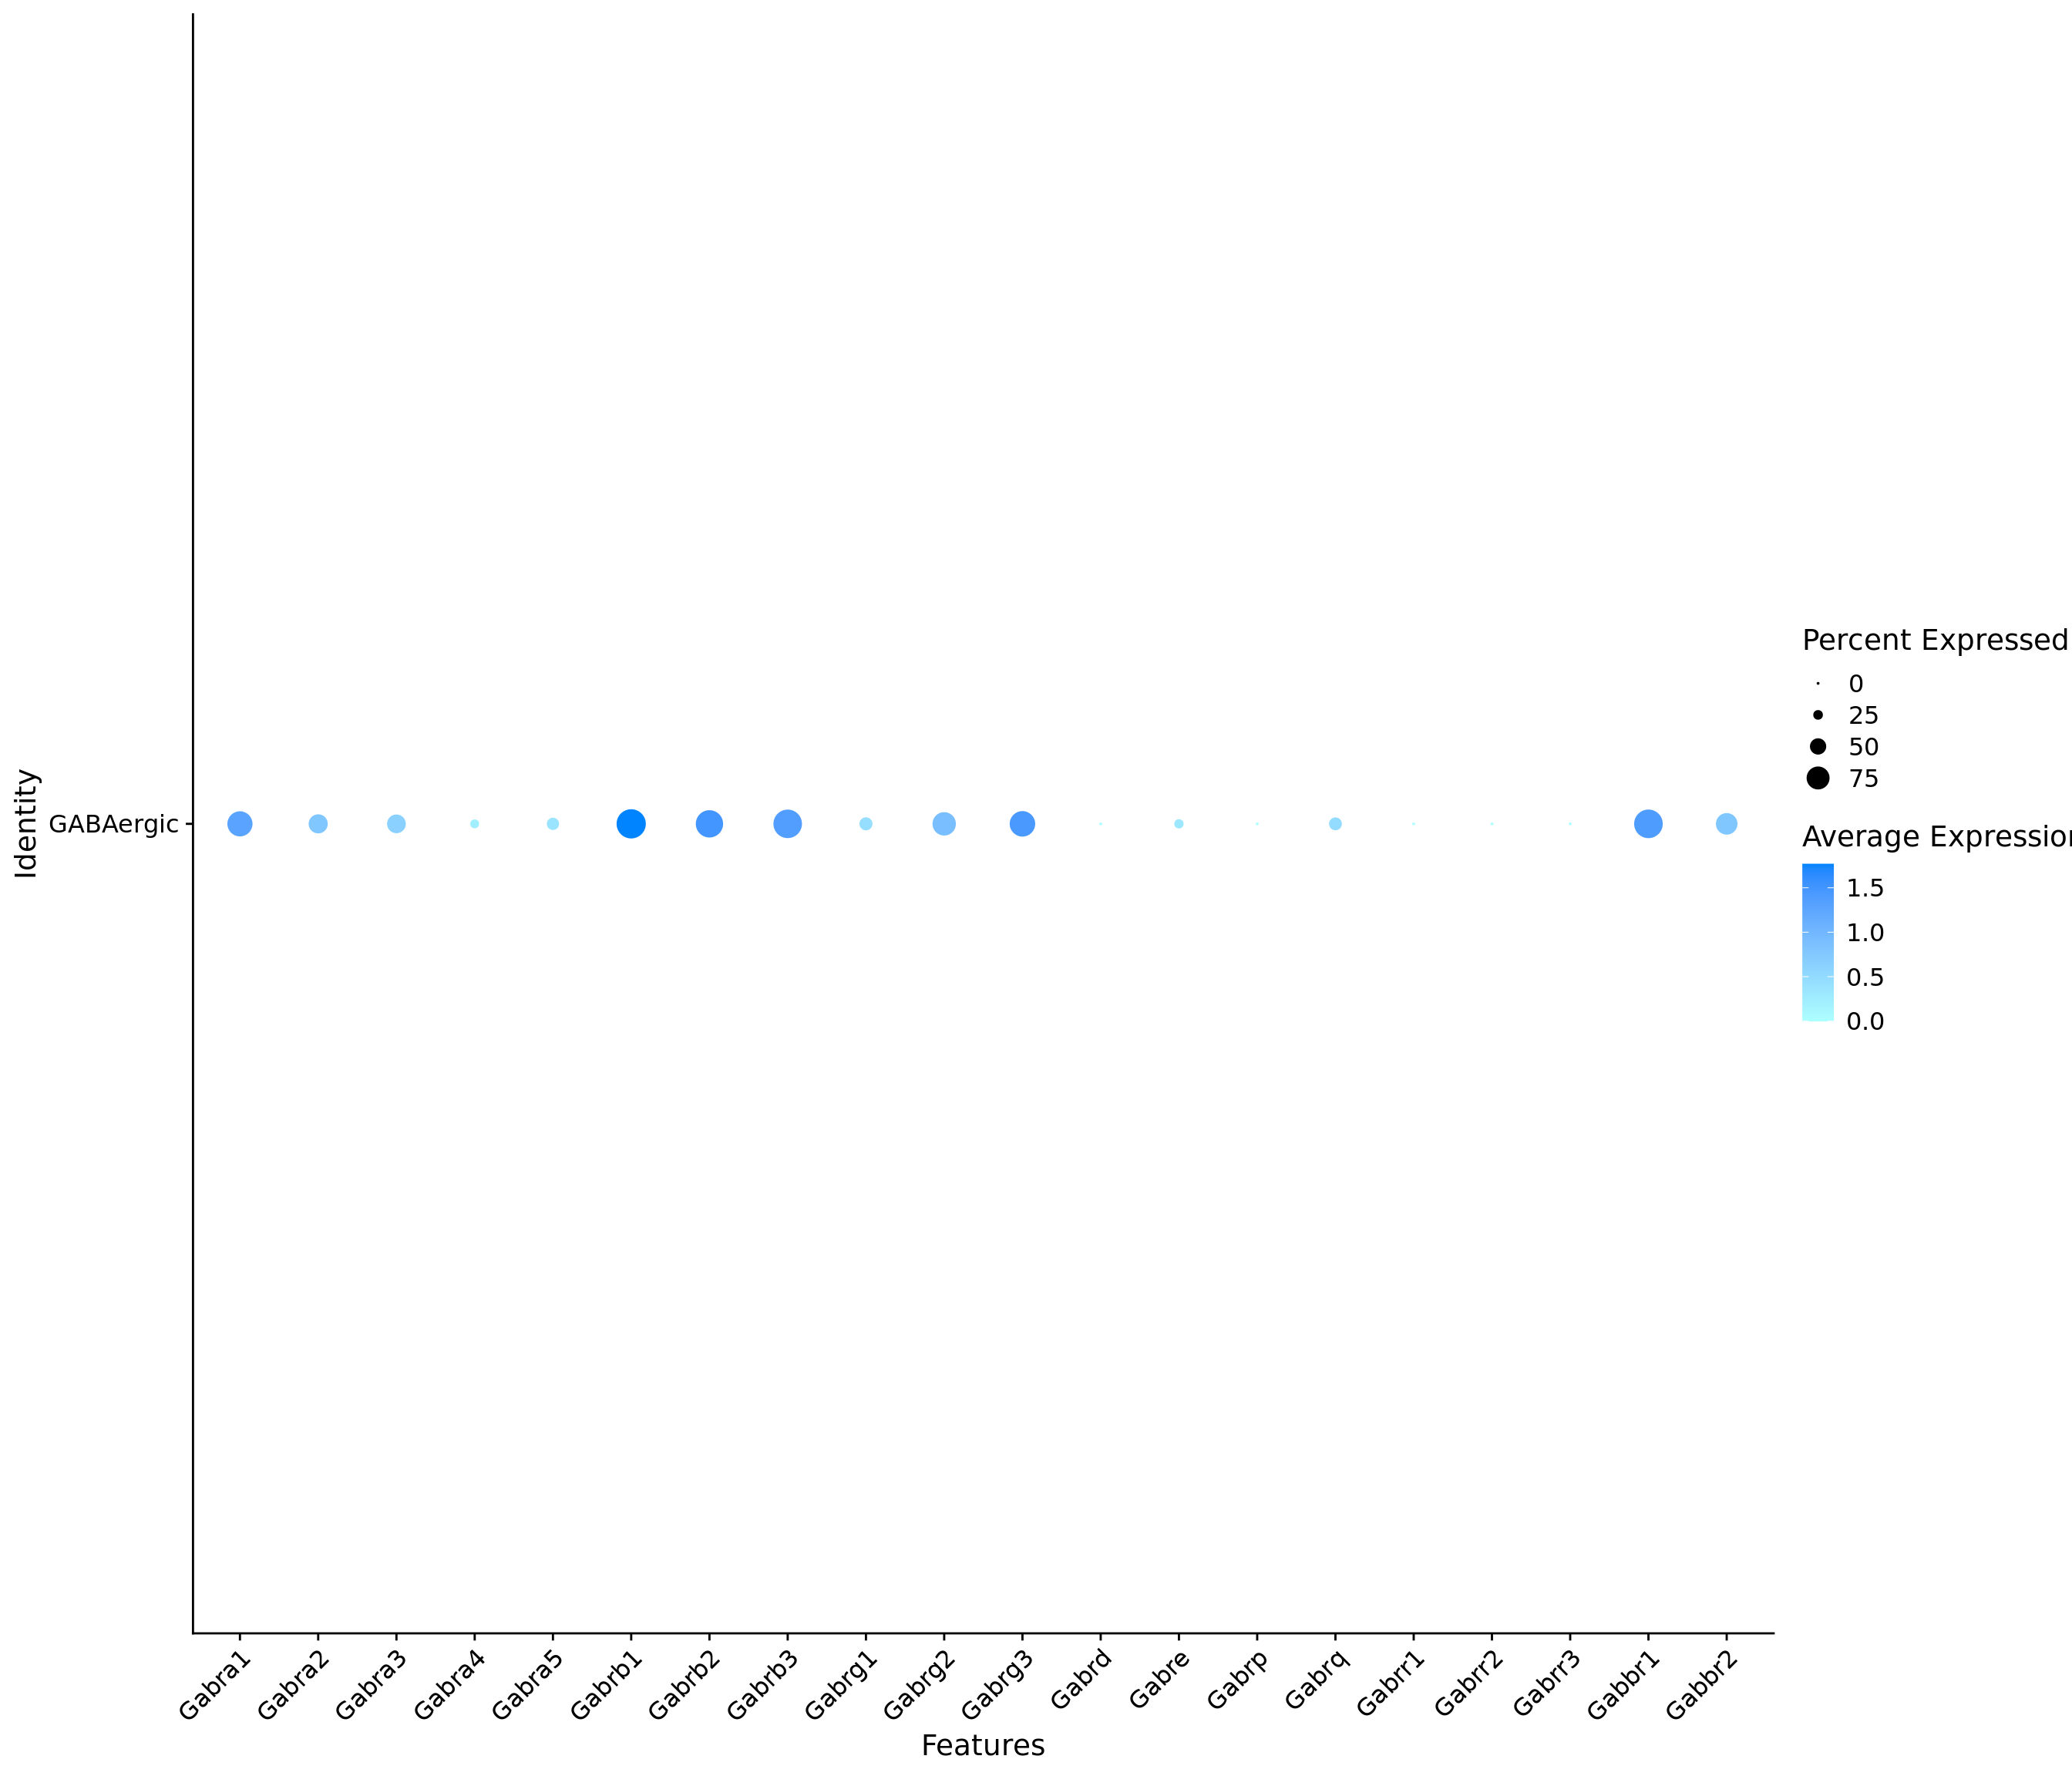 Identity
GABAergic
Gabra1
Gabra2
Gabra3
Gabra4
Gabra5
Gabrb1
Gabrb2
Gabrb3
Gabrg1
Gabrg2
Gabrg3
Gabrd
Gabre
Gabrp
Gabrq
Gabrr1
Gabrr2
Gabrr3
Gabbr1
Gabbr2
Features
Percent Expressed
0
25
50
75
Average Expression
1.5
1.0
0.5
0.0